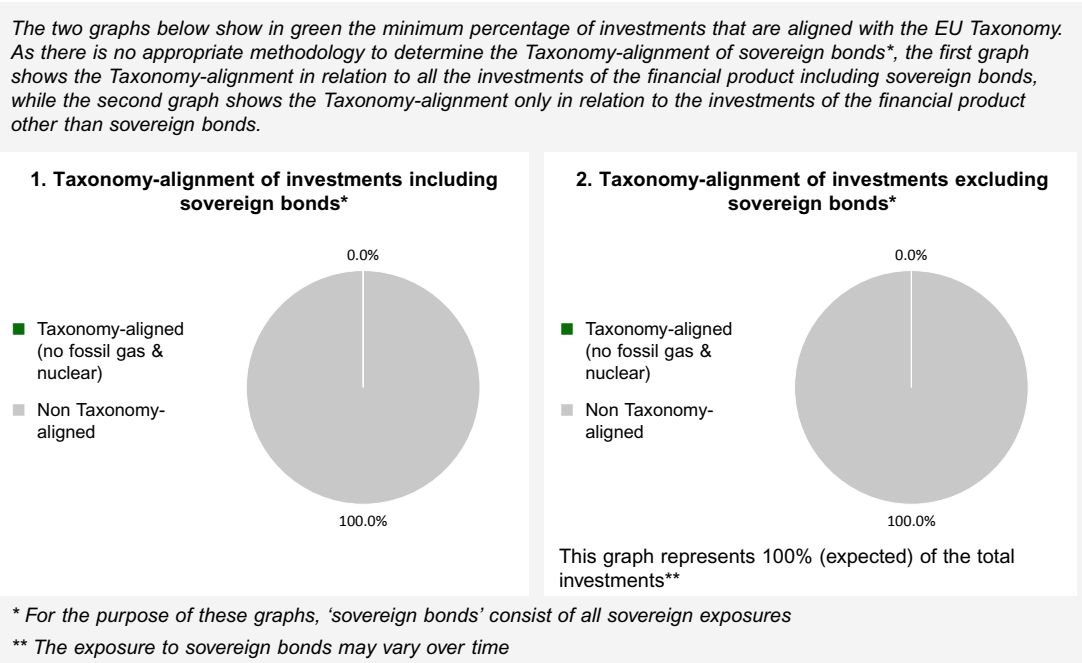 The two graphs below show in green the minimum percentage of investments that are aligned with the EU Taxonomy.
As there is no appropriate methodology to determine the Taxonomy-alignment of sovereign bonds*, the first graph
shows the Taxonomy-alignment in relation to all the investments of the financial product including sovereign bonds,
while the second graph shows the Taxonomy-alignment only in relation to the investments of the financial product
other than sovereign bonds.
1. Taxonomy-alignment of investments including
sovereign bonds*
0.0%
Taxonomy-aligned
(no fossil gas &
nuclear)
Non Taxonomy-
aligned
100.0%
2. Taxonomy-alignment of investments excluding
sovereign bonds*
0.0%
Taxonomy-aligned
(no fossil gas &
nuclear)
Non Taxonomy-
aligned
100.0%
This graph represents 100% (expected) of the total
investments**
* For the purpose of these graphs, ‘sovereign bonds’ consist of all sovereign exposures
** The exposure to sovereign bonds may vary over time